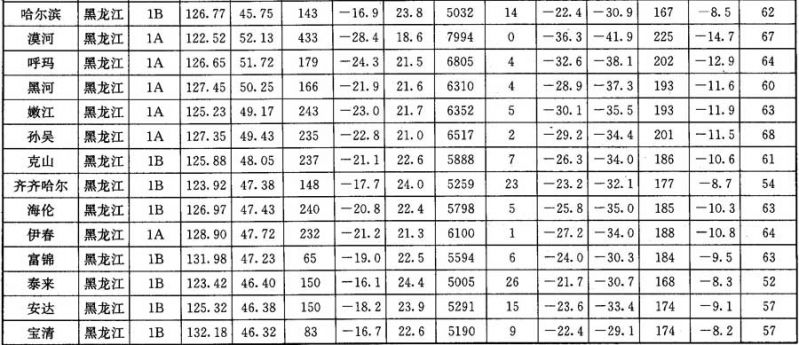 哈尔滨 黑龙江 1B 126.77 45.75 143 −16.9 23.8 5032 14 −22.4 −30.9 167 −8.5 62
漠河 黑龙江 1A 122.52 52.13 433 −28.4 18.6 7994 0 −36.3 −41.9 225 −14.7 67
呼玛 黑龙江 1A 126.65 51.72 179 −24.3 21.5 6805 4 −32.6 −38.1 202 −12.9 64
黑河 黑龙江 1A 127.45 50.25 166 −21.9 21.6 6310 4 −28.9 −37.3 193 −11.6 60
嫩江 黑龙江 1A 125.23 49.17 243 −23.0 21.7 6352 5 −30.1 −35.5 193 −11.9 63
孙吴 黑龙江 1A 127.35 49.43 235 −22.8 21.0 6517 2 −29.2 −34.4 201 −11.5 68
克山 黑龙江 1B 125.88 48.05 237 −21.1 22.6 5888 7 −26.3 −34.0 186 −10.6 61
齐齐哈尔 黑龙江 1B 123.92 47.38 148 −17.7 24.0 5259 23 −23.2 −32.1 177 −8.7 54
海伦 黑龙江 1B 126.97 47.43 240 −20.8 22.4 5798 5 −25.8 −35.0 185 −10.3 63
伊春 黑龙江 1A 128.90 47.72 232 −21.2 21.3 6100 1 −27.2 −34.0 188 −10.8 64
富锦 黑龙江 1B 131.98 47.23 65 −19.0 22.5 5594 6 −24.0 −30.3 184 −9.5 63
泰来 黑龙江 1B 123.42 46.40 150 −16.1 24.4 5005 26 −21.7 −30.7 168 −8.3 52
安达 黑龙江 1B 125.32 46.38 150 −18.2 23.9 5291 15 −23.6 −33.4 174 −9.1 57
宝清 黑龙江 1B 132.18 46.32 83 −16.7 22.6 5190 9 −22.4 −29.1 174 −8.2 57